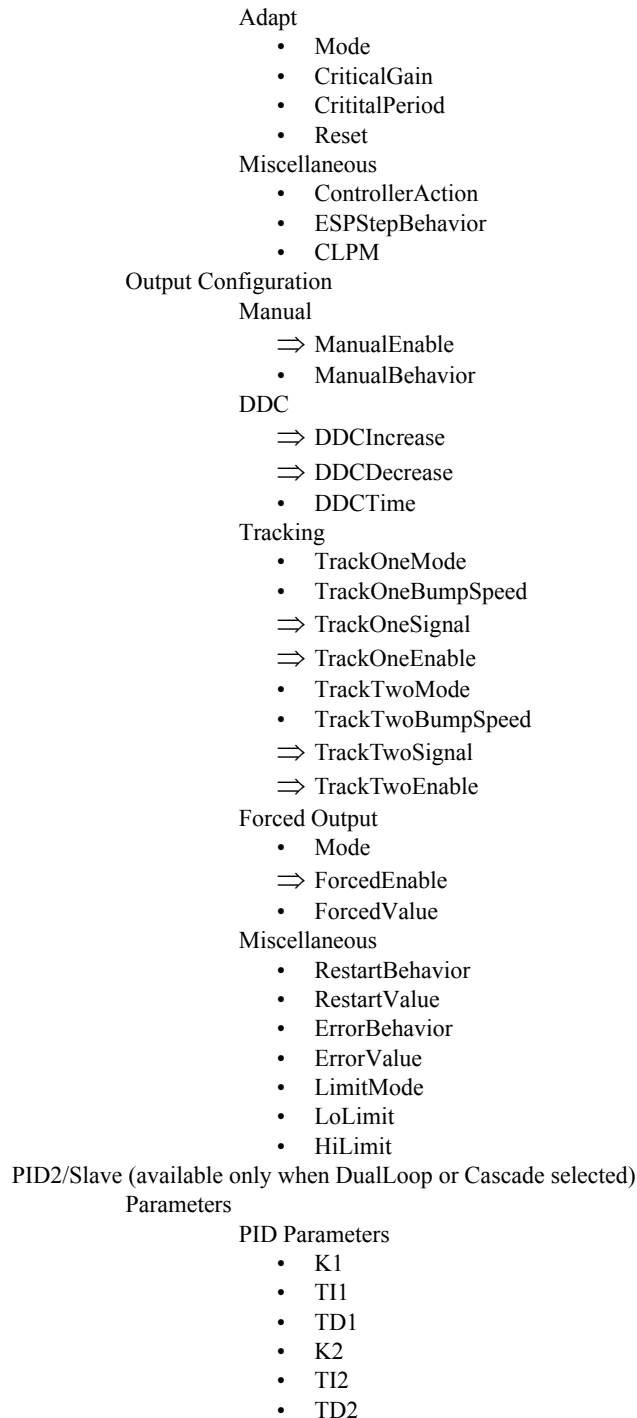 Adapt
• Mode
• CriticalGain
• CrititalPeriod
• Reset
Miscellaneous
• ControllerAction
• ESPStepBehavior
• CLPM
Output Configuration
Manual
⇒ ManualEnable
• ManualBehavior
DDC
⇒ DDCIncrease
⇒ DDCDecrease
• DDCTime
Tracking
• TrackOneMode
• TrackOneBumpSpeed
⇒ TrackOneSignal
⇒ TrackOneEnable
• TrackTwoMode
• TrackTwoBumpSpeed
⇒ TrackTwoSignal
⇒ TrackTwoEnable
Forced Output
• Mode
⇒ ForcedEnable
• ForcedValue
Miscellaneous
• RestartBehavior
• RestartValue
• ErrorBehavior
• ErrorValue
• LimitMode
• LoLimit
• HiLimit
PID2/Slave (available only when DualLoop or Cascade selected)
Parameters
PID Parameters
• K1
• TI1
• TD1
• K2
• TI2
• TD2